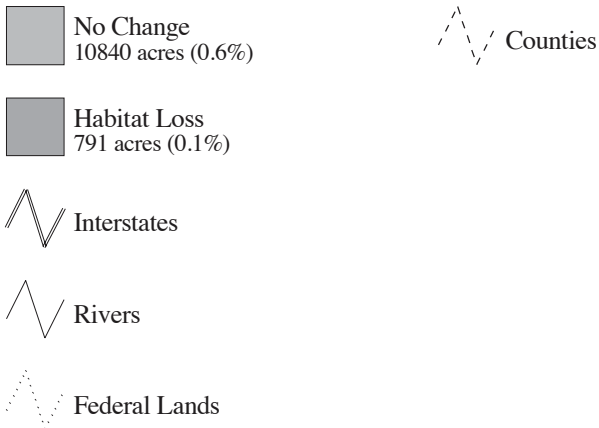 No Change
10840 acres (0.6%)
Counties
Habitat Loss
791 acres (0.1%)
Interstates
Rivers
Federal Lands